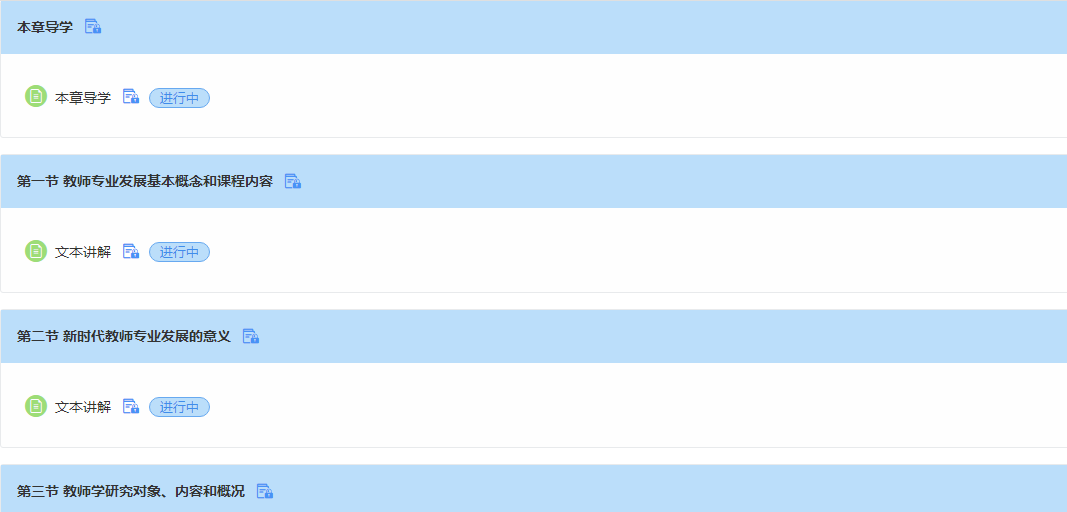 本章导学
本章导学 进行中
第一节 教师专业发展基本概念和课程内容
文本讲解 进行中
第二节 新时代教师专业发展的意义
文本讲解 进行中
第三节 教师学研究对象、内容和概况